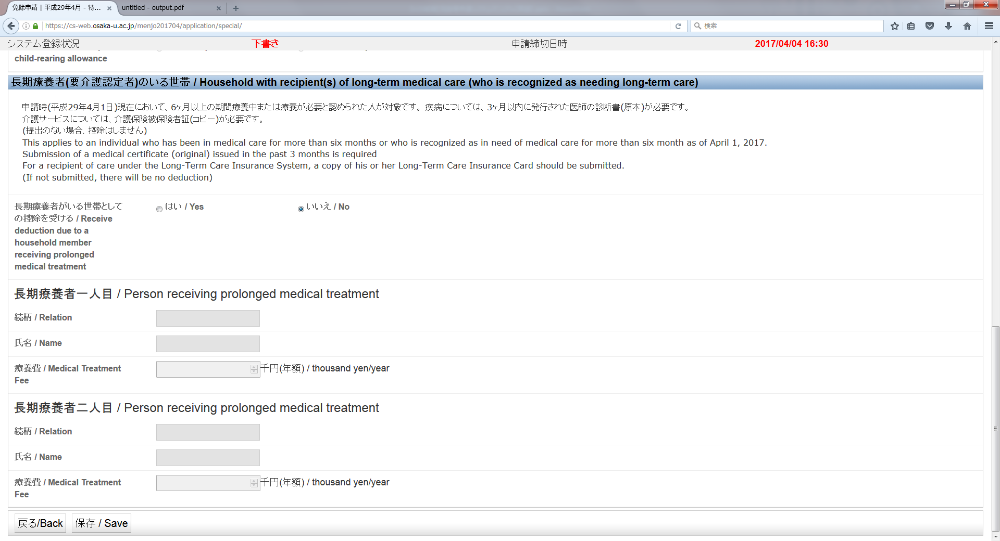 免除申請 | 平成29年4月 - 特...
untitled - output.pdf
https://cs-web.osaka-u.ac.jp/menjo201704/application/special/
検索
システム登録状況 下書き 申請締切日時 2017/04/04 16:30
child-rearing allowance
長期療養者(要介護認定者)のいる世帯 / Household with recipient(s) of long-term medical care (who is recognized as needing long-term care)
申請時(平成29年4月1日)現在において、6ヶ月以上の期間療養中または療養が必要と認められた人が対象です。 疾病については、3ヶ月以内に発行された医師の診断書(原本)が必要です。
介護サービスについては、介護保険被保険者証(コピー)が必要です。
(提出のない場合、控除はしません)
This applies to an individual who has been in medical care for more than six months or who is recognized as in need of medical care for more than six month as of April 1, 2017.
Submission of a medical certificate (original) issued in the past 3 months is required
For a recipient of care under the Long-Term Care Insurance System, a copy of his or her Long-Term Care Insurance Card should be submitted.
(If not submitted, there will be no deduction)
長期療養者がいる世帯として
の控除を受ける / Receive
deduction due to a
household member
receiving prolonged
medical treatment
はい / Yes
いいえ / No
長期療養者一人目 / Person receiving prolonged medical treatment
続柄 / Relation
氏名 / Name
療養費 / Medical Treatment
Fee
千円(年額) / thousand yen/year
長期療養者二人目 / Person receiving prolonged medical treatment
続柄 / Relation
氏名 / Name
療養費 / Medical Treatment
Fee
千円(年額) / thousand yen/year
戻る/Back
保存 / Save